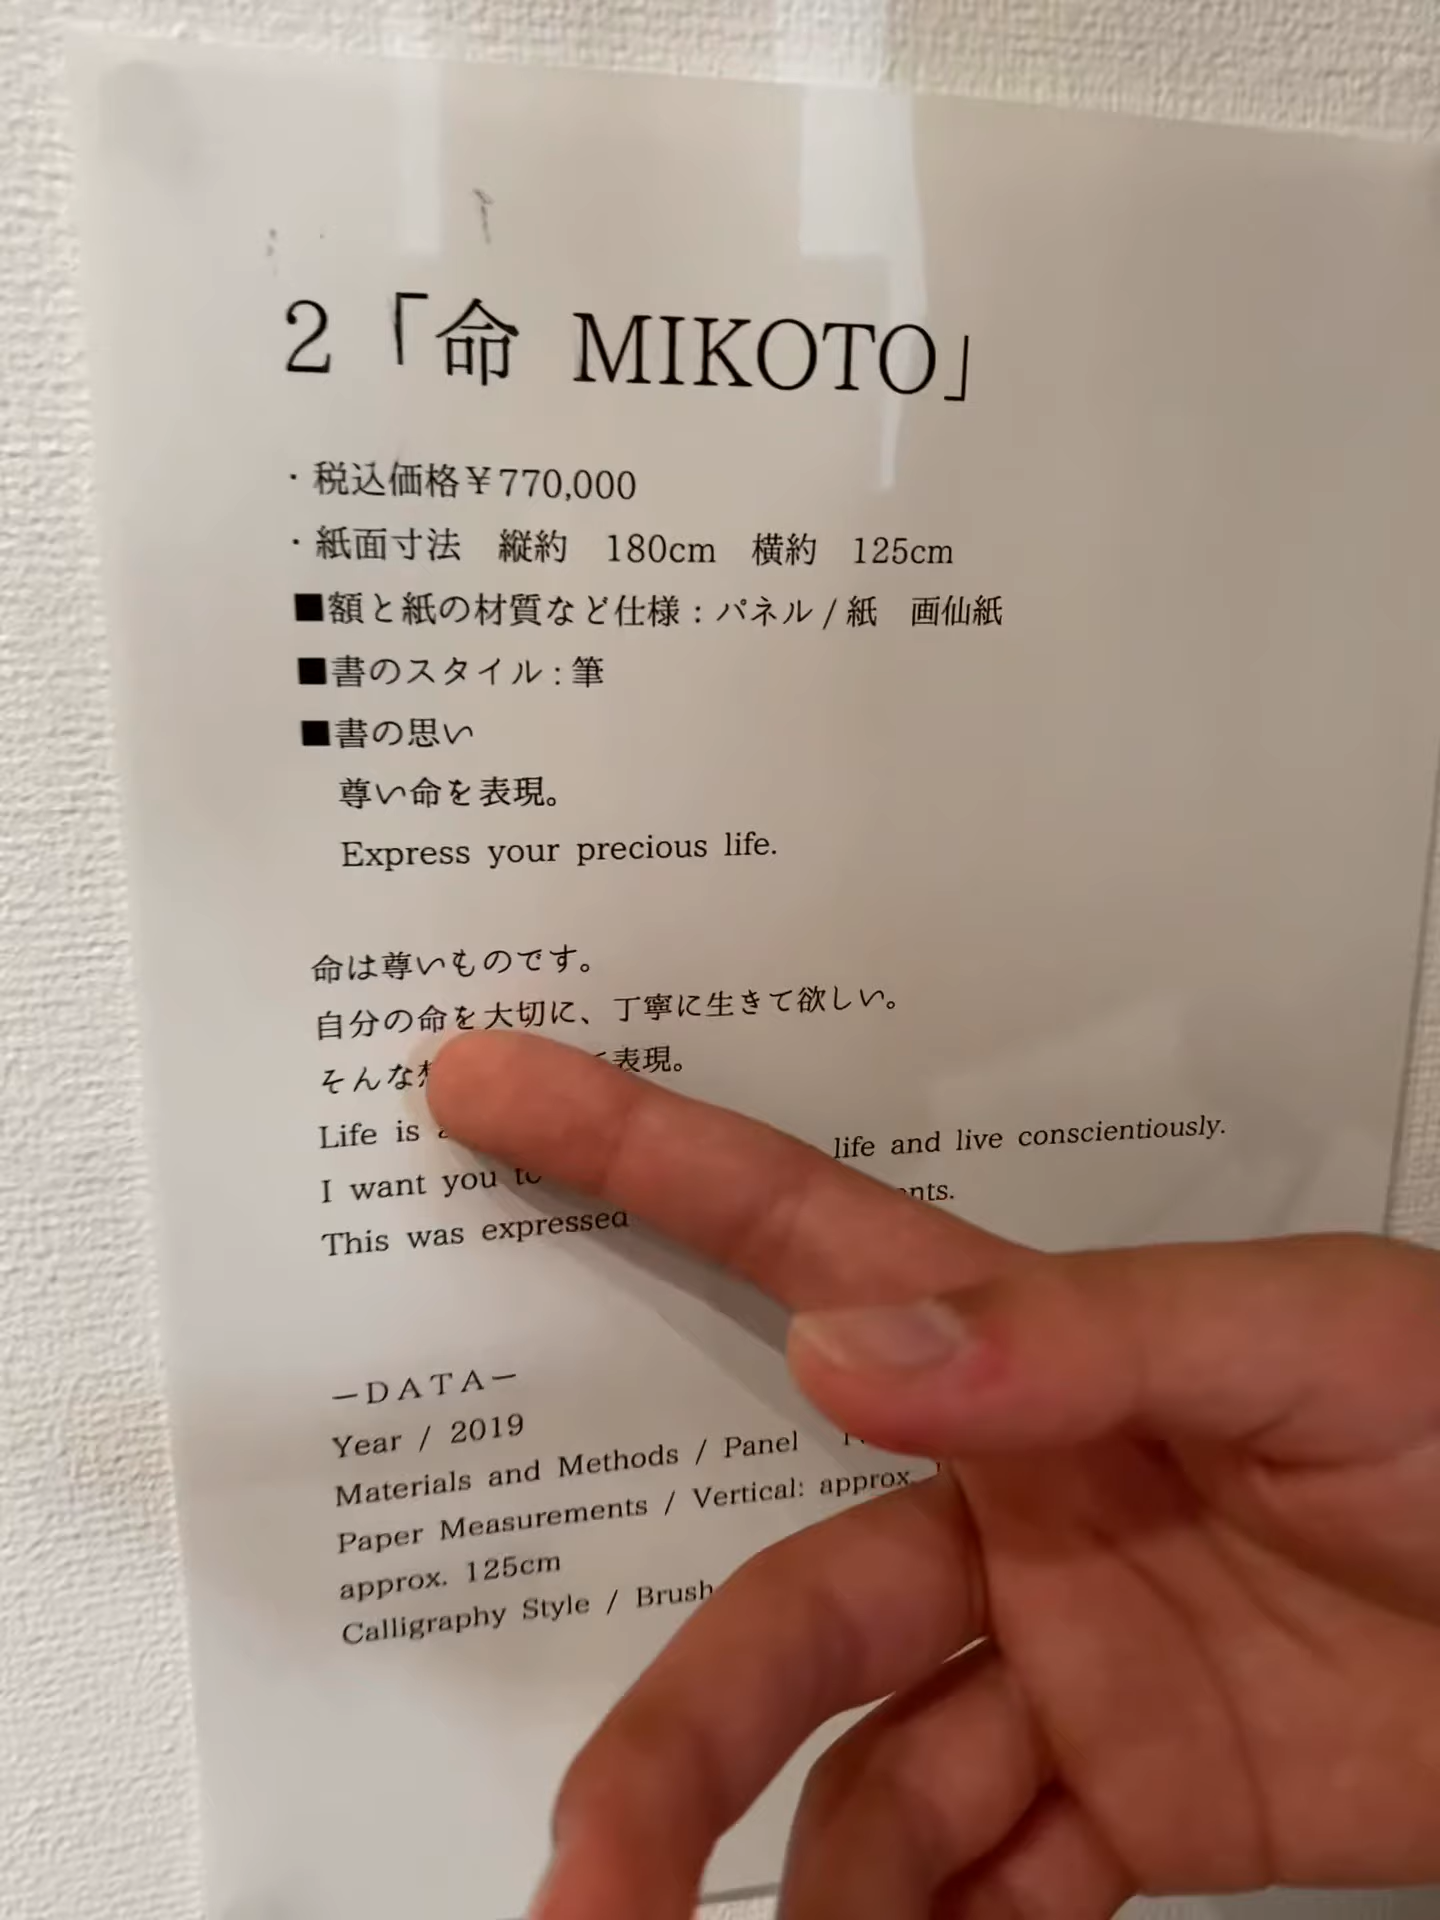 2「命 MIKOTO」
・税込価格¥770,000
・紙面寸法　縦約　180cm　横約　125cm
■額と紙の材質など仕様：パネル / 紙　画仙紙
■書のスタイル：筆
■書の思い
尊い命を表現。
Express your precious life.
命は尊いものです。
自分の命を大切に、丁寧に生きて欲しい。
そんな 表現。
Life is
I want you to life and live conscientiously.
This was expressed
―DATA―
Year / 2019
Materials and Methods / Panel
Paper Measurements / Vertical: approx.
approx. 125cm
Calligraphy Style / Brush